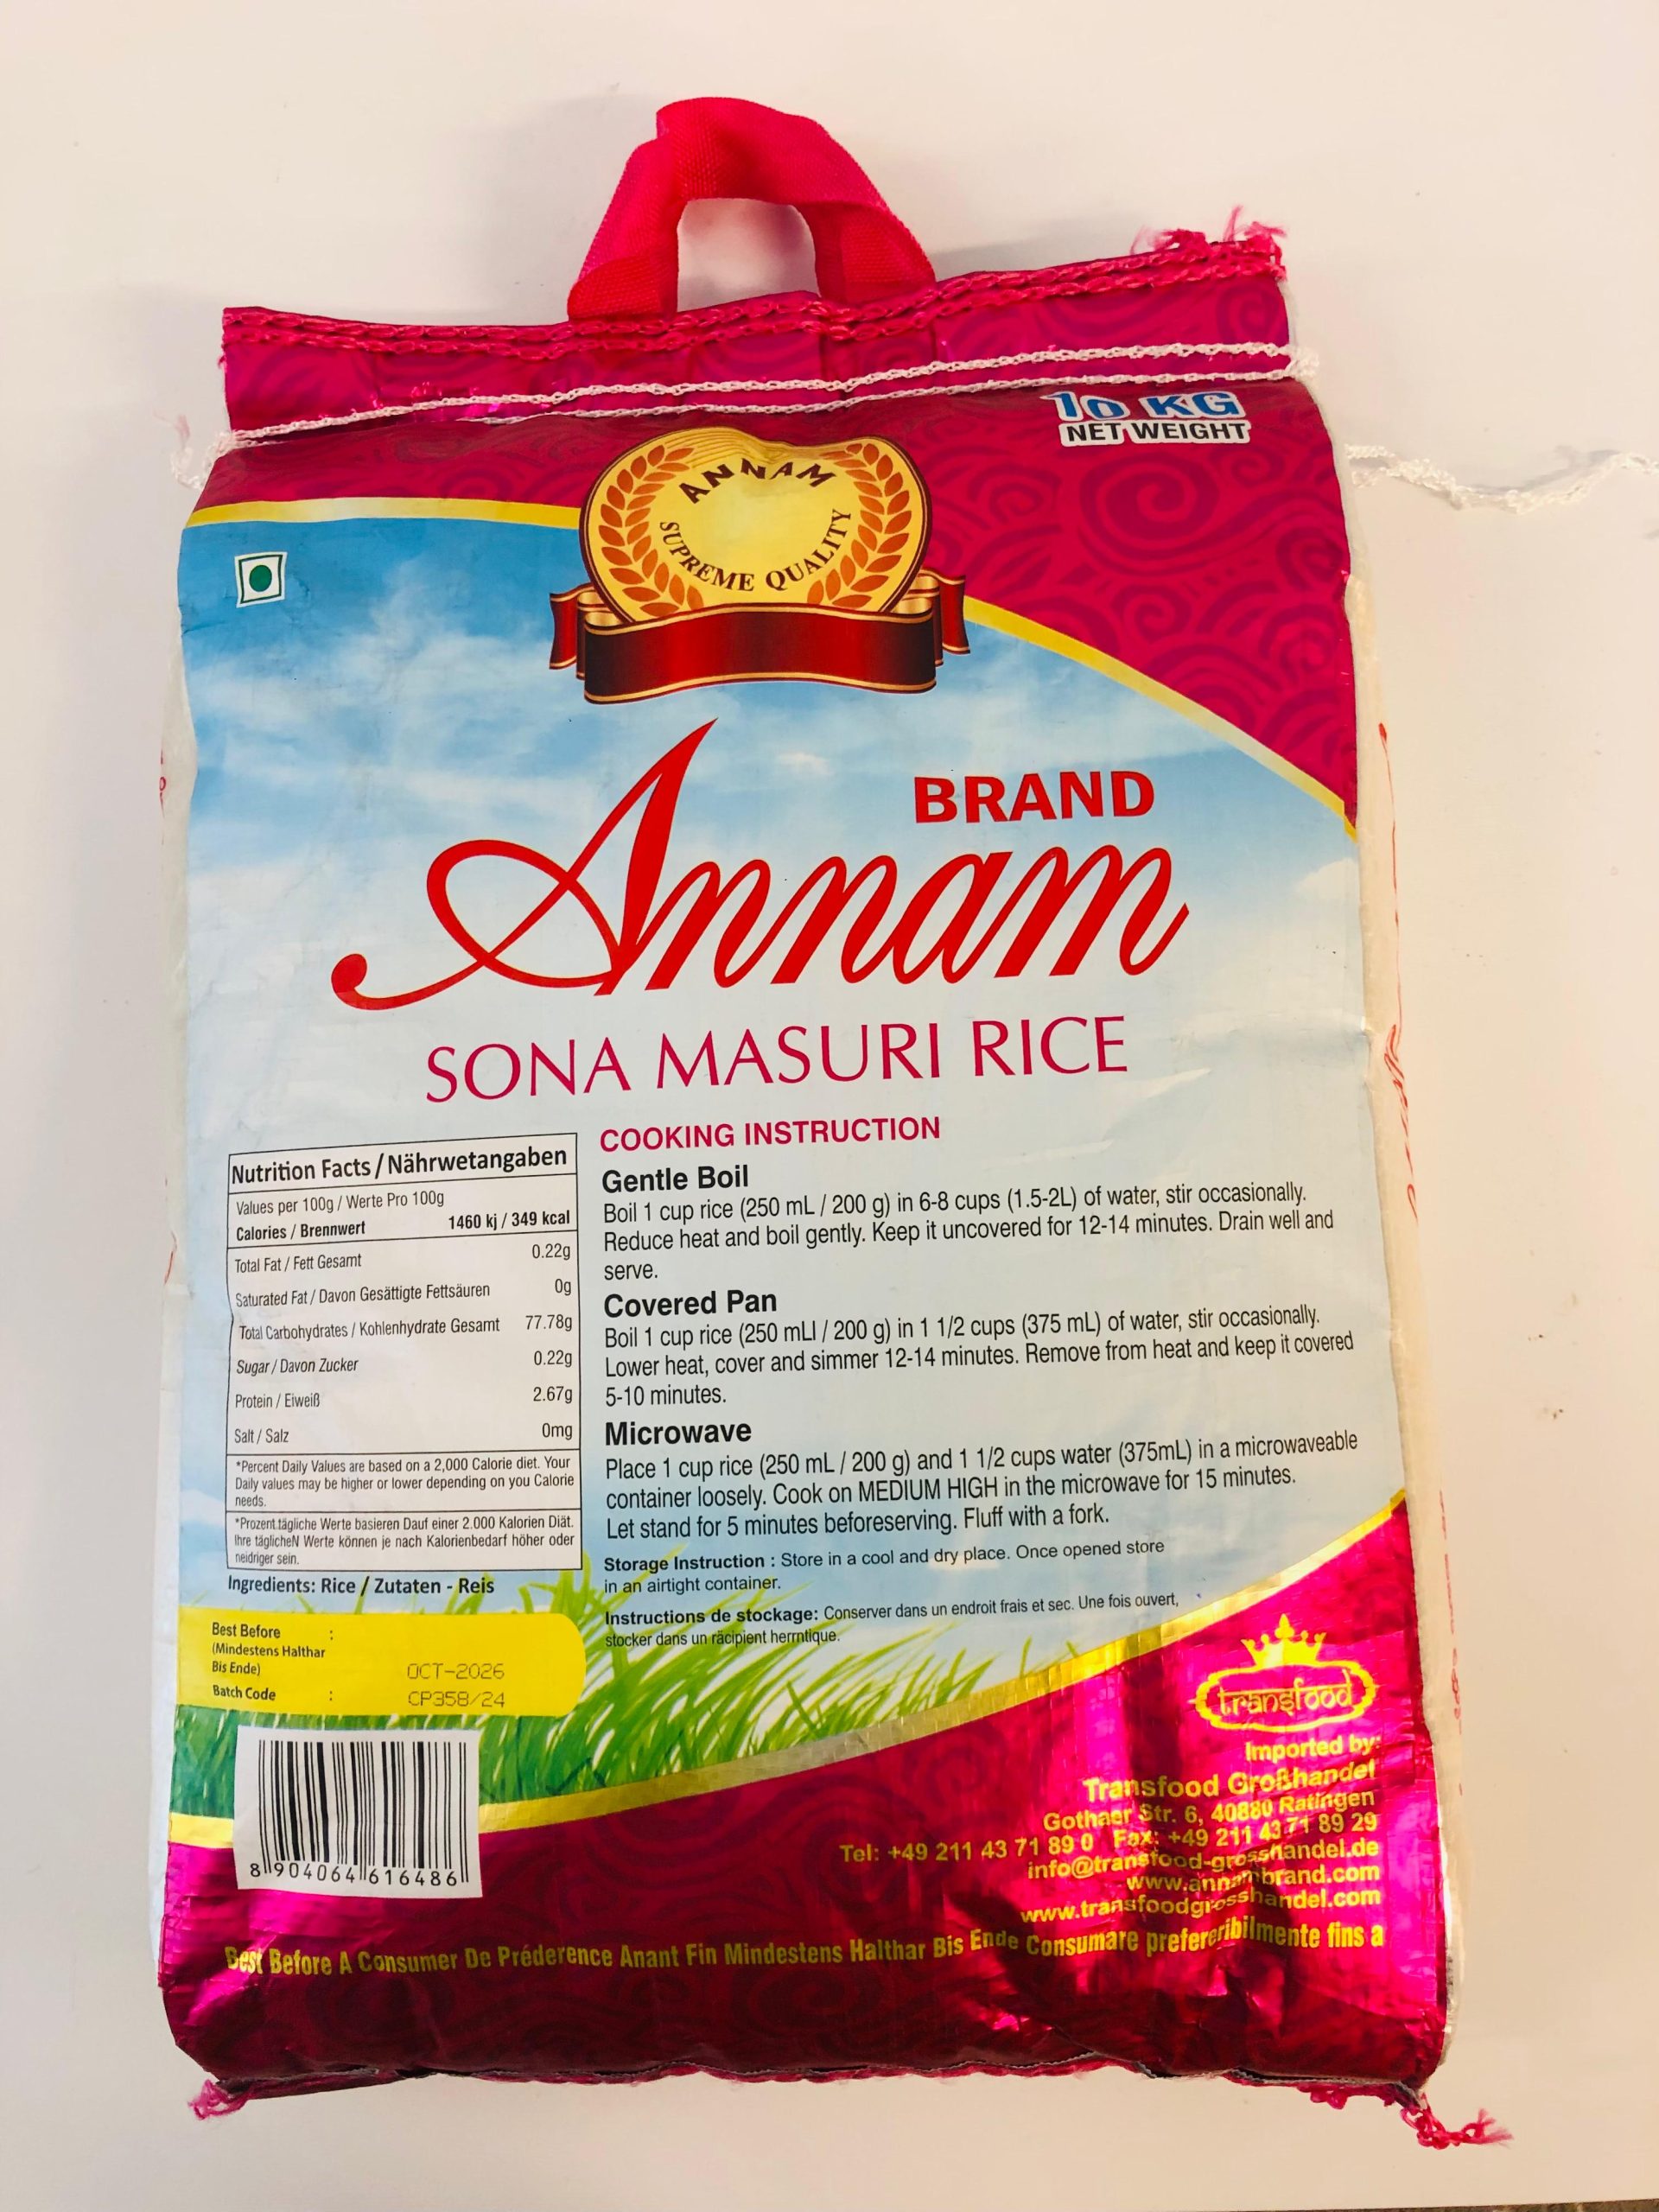 10 KG
NET WEIGHT
ANNAM
SUPREME QUALITY
BRAND
Annam
SONA MASURI RICE
Nutrition Facts / Nährwetangaben
Values per 100g / Werte Pro 100g
Calories / Brennwert 1460 kj / 349 kcal
Total Fat / Fett Gesamt 0.22g
Saturated Fat / Davon Gesättigte Fettsäuren 0g
Total Carbohydrates / Kohlenhydrate Gesamt 77.78g
Sugar / Davon Zucker 0.22g
Protein / Eiweiß 2.67g
Salt / Salz 0mg
*Percent Daily Values are based on a 2,000 Calorie diet. Your
Daily values may be higher or lower depending on you Calorie
needs.
*Prozent.tägliche Werte basieren Dauf einer 2.000 Kalorien Diät.
Ihre täglicheN Werte können je nach Kalorienbedarf höher oder
neidriger sein.
Ingredients: Rice / Zutaten - Reis
COOKING INSTRUCTION
Gentle Boil
Boil 1 cup rice (250 mL / 200 g) in 6-8 cups (1.5-2L) of water, stir occasionally.
Reduce heat and boil gently. Keep it uncovered for 12-14 minutes. Drain well and
serve.
Covered Pan
Boil 1 cup rice (250 mLl / 200 g) in 1 1/2 cups (375 mL) of water, stir occasionally.
Lower heat, cover and simmer 12-14 minutes. Remove from heat and keep it covered
5-10 minutes.
Microwave
Place 1 cup rice (250 mL / 200 g) and 1 1/2 cups water (375mL) in a microwaveable
container loosely. Cook on MEDIUM HIGH in the microwave for 15 minutes.
Let stand for 5 minutes beforeserving. Fluff with a fork.
Storage Instruction : Store in a cool and dry place. Once opened store
in an airtight container.
Instructions de stockage: Conserver dans un endroit frais et sec. Une fois ouvert,
stocker dans un räcipient herrntique.
Best Before :
(Mindestens Halthar
Bis Ende) OCT-2026
Batch Code : CP358/24
8 904064 616486
transfood
Imported by:
Transfood Großhandel
Gothaer Str. 6, 40880 Ratingen
Tel: +49 211 43 71 89 0 Fax: +49 211 43 71 89 29
info@transfood-grosshandel.de
www.annambrand.com
www.transfoodgrosshandel.com
Best Before A Consumer De Préderence Anant Fin Mindestens Halthar Bis Ende Consumare prefereribilmente fins a